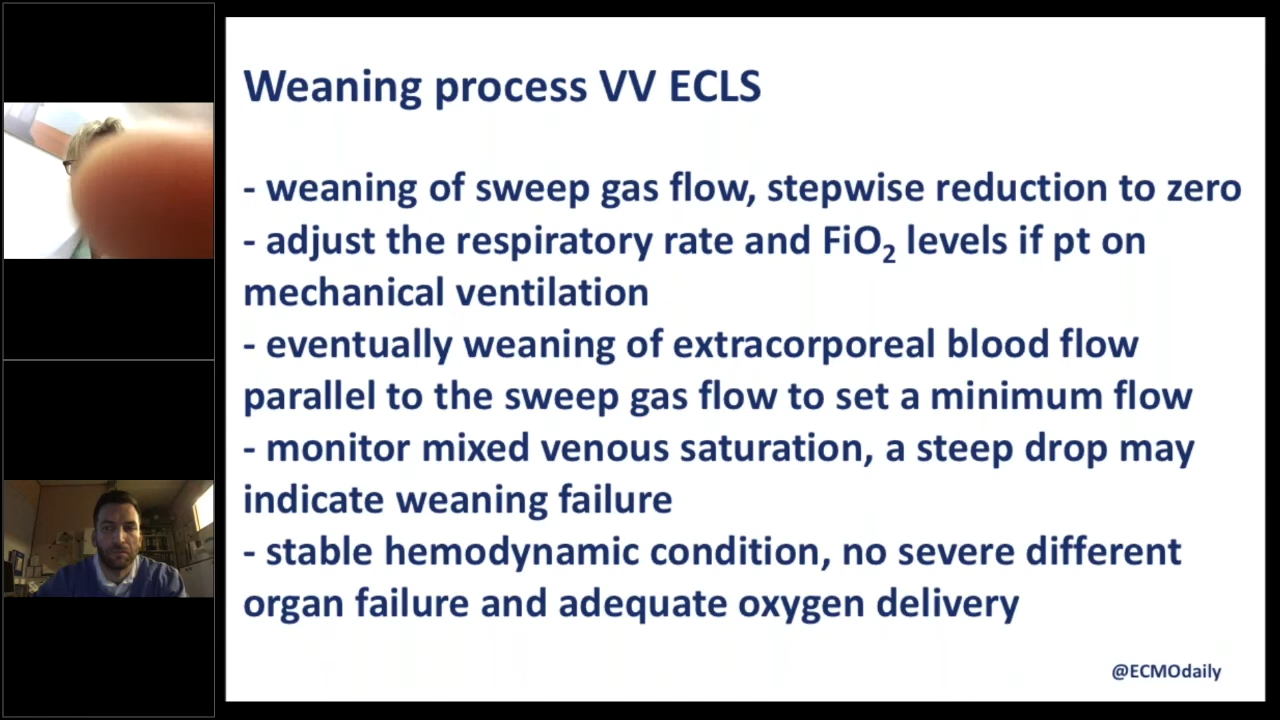 Weaning process VV ECLS
- weaning of sweep gas flow, stepwise reduction to zero
- adjust the respiratory rate and FiO₂ levels if pt on
mechanical ventilation
- eventually weaning of extracorporeal blood flow
parallel to the sweep gas flow to set a minimum flow
- monitor mixed venous saturation, a steep drop may
indicate weaning failure
- stable hemodynamic condition, no severe different
organ failure and adequate oxygen delivery
@ECMOdaily